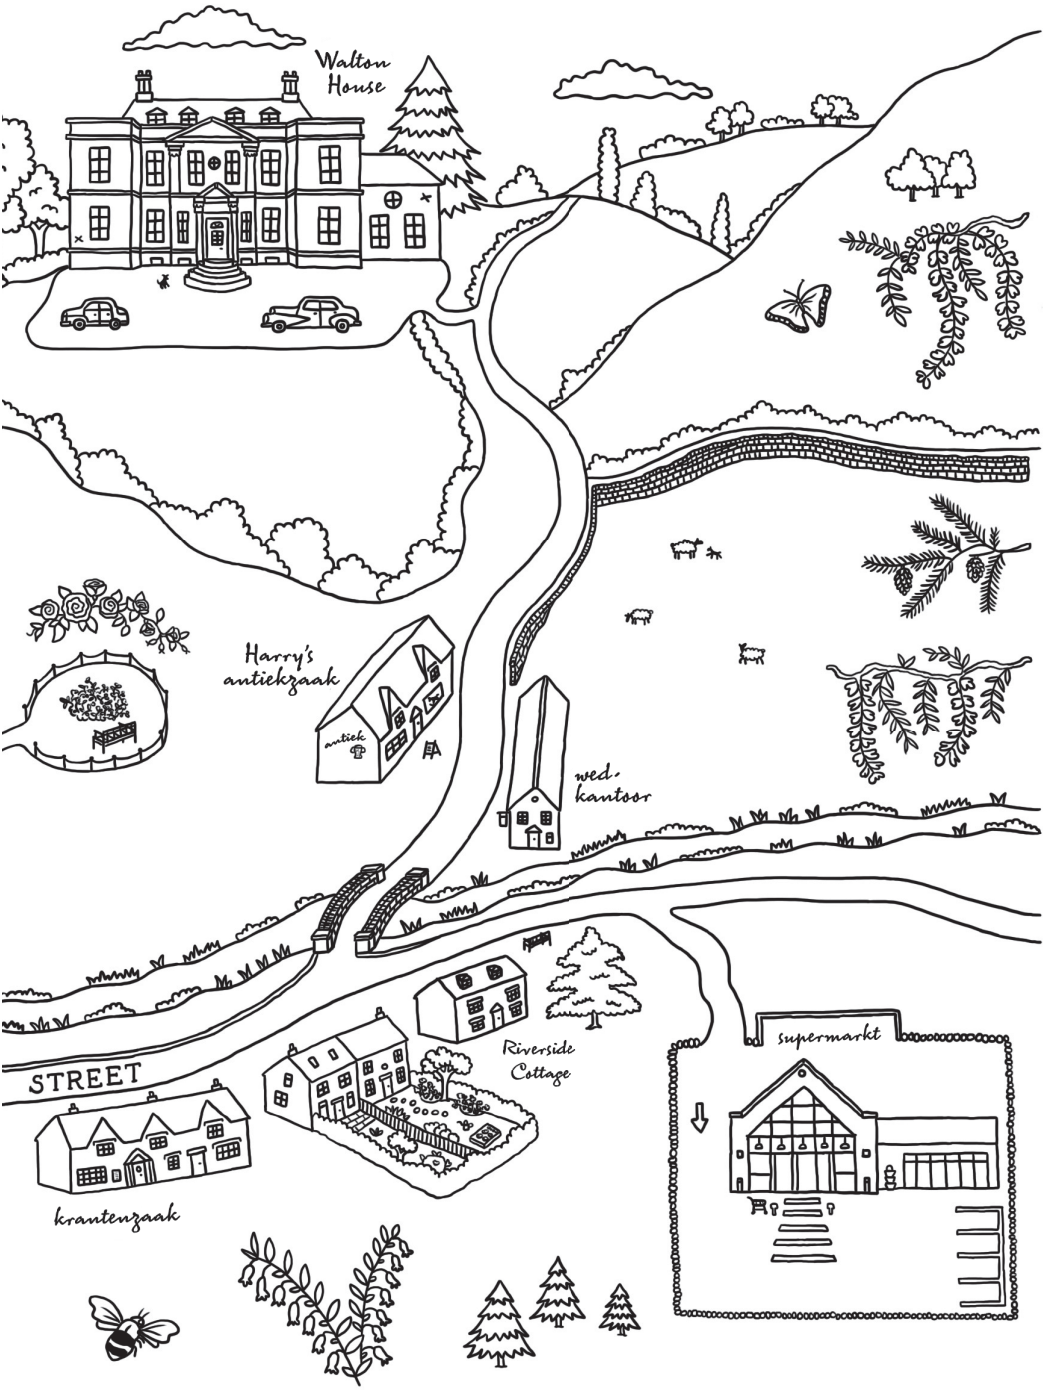 Walton
House
Harry's
antiekzaak
antiek
wed-
kantoor
Riverside
Cottage
supermarkt
STREET
krantenzaak